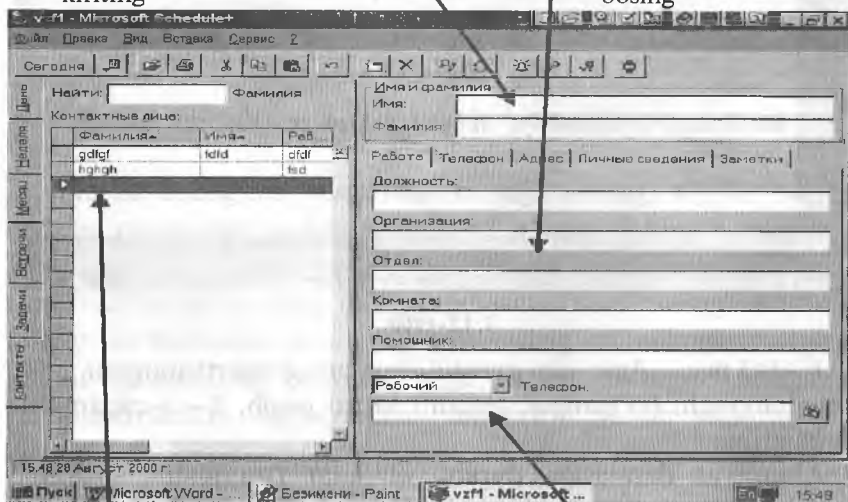 kiriting
bosing
vzf1 - Microsoft Schedule+
Файл Правка Вид Вставка Сервис ?
Сегодня
День
Неделя
Месяц
Встречи
Задачи
Контакты
Найти:
Фамилия
Контактные лица:
Фамилия Имя Раб...
gdfgf fdfd dfdf
hghgh fsd
Имя и фамилия
Имя:
Фамилия:
Работа Телефон Адрес Личные сведения Заметки
Должность:
Организация:
Отдел:
Комната:
Помощник:
Рабочий Телефон:
15:48 28 Август 2000 г.
Пуск Microsoft Word - ... Безимени - Paint vzf1 - Microsoft ... En 15:49